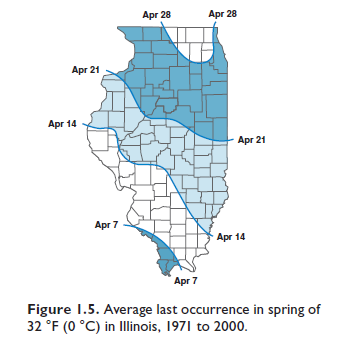 Apr 28 Apr 28
Apr 21
Apr 14
Apr 21
Apr 7
Apr 14
Apr 7
Figure 1.5. Average last occurrence in spring of
32 °F (0 °C) in Illinois, 1971 to 2000.